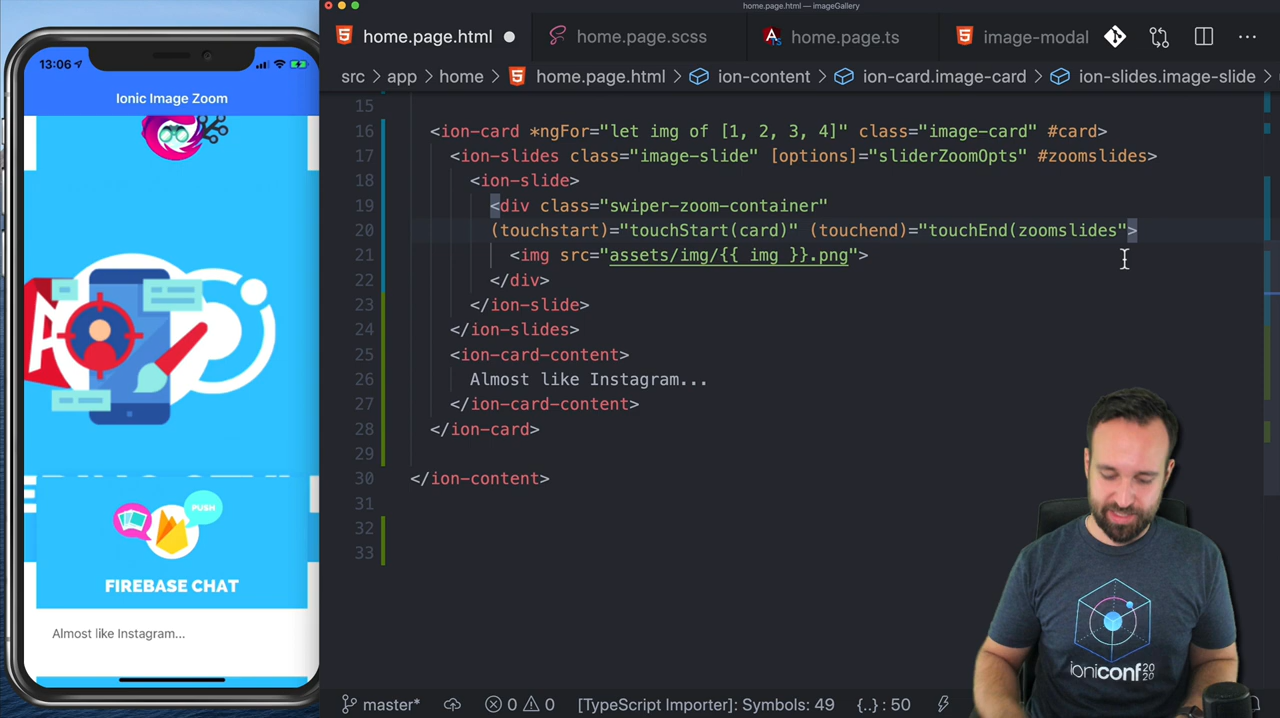 home.page.html — imageGallery
home.page.html
home.page.scss
home.page.ts
image-modal
src > app > home > home.page.html > ion-content > ion-card.image-card > ion-slides.image-slide >
15
16 <ion-card *ngFor="let img of [1, 2, 3, 4]" class="image-card" #card>
17 <ion-slides class="image-slide" [options]="sliderZoomOpts" #zoomslides>
18 <ion-slide>
19 <div class="swiper-zoom-container"
20 (touchstart)="touchStart(card)" (touchend)="touchEnd(zoomslides">
21 <img src="assets/img/{{ img }}.png">
22 </div>
23 </ion-slide>
24 </ion-slides>
25 <ion-card-content>
26 Almost like Instagram...
27 </ion-card-content>
28 </ion-card>
29
30 </ion-content>
31
32
33
master* 0 0 [TypeScript Importer]: Symbols: 49 {..} : 50
13:06
Ionic Image Zoom
PUSH
FIREBASE CHAT
Almost like Instagram...
ioniconf 2020